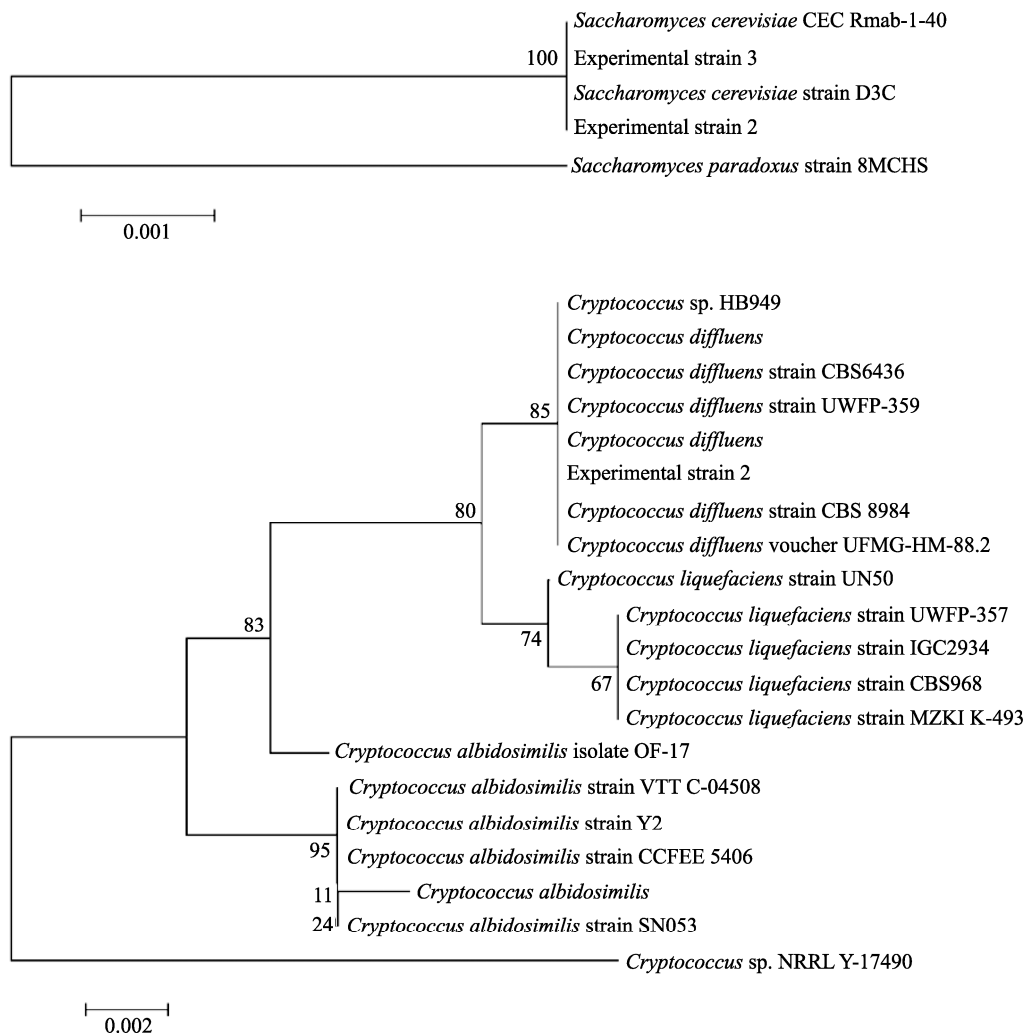 Saccharomyces cerevisiae CEC Rmab-1-40
100
Experimental strain 3
Saccharomyces cerevisiae strain D3C
Experimental strain 2
Saccharomyces paradoxus strain 8MCHS
0.001
Cryptococcus sp. HB949
Cryptococcus diffluens
Cryptococcus diffluens strain CBS6436
Cryptococcus diffluens strain UWFP-359
85
Cryptococcus diffluens
Experimental strain 2
80
Cryptococcus diffluens strain CBS 8984
Cryptococcus diffluens voucher UFMG-HM-88.2
Cryptococcus liquefaciens strain UN50
Cryptococcus liquefaciens strain UWFP-357
83
74
Cryptococcus liquefaciens strain IGC2934
67
Cryptococcus liquefaciens strain CBS968
Cryptococcus liquefaciens strain MZKI K-493
Cryptococcus albidosimilis isolate OF-17
Cryptococcus albidosimilis strain VTT C-04508
Cryptococcus albidosimilis strain Y2
95
Cryptococcus albidosimilis strain CCFEE 5406
11
Cryptococcus albidosimilis
24
Cryptococcus albidosimilis strain SN053
Cryptococcus sp. NRRL Y-17490
0.002